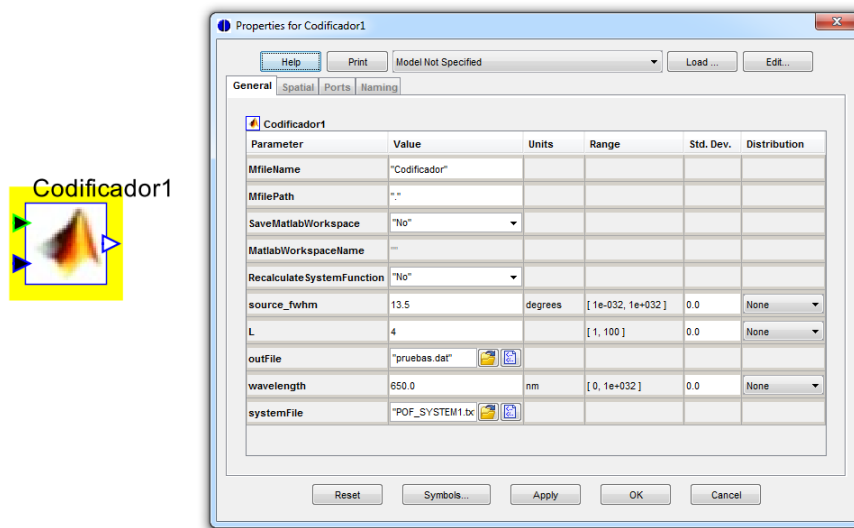 Properties for Codificador1
Help Print Model Not Specified Load ... Edit...
General Spatial Ports Naming
Codificador1
Parameter Value Units Range Std. Dev. Distribution
MfileName "Codificador"
MfilePath "."
SaveMatlabWorkspace "No"
MatlabWorkspaceName ""
RecalculateSystemFunction "No"
source_fwhm 13.5 degrees [ 1e-032, 1e+032 ] 0.0 None
L 4 [ 1, 100 ] 0.0 None
outFile "pruebas.dat"
wavelength 650.0 nm [ 0, 1e+032 ] 0.0 None
systemFile "POF_SYSTEM1.tx
Reset Symbols... Apply OK Cancel
Codificador1